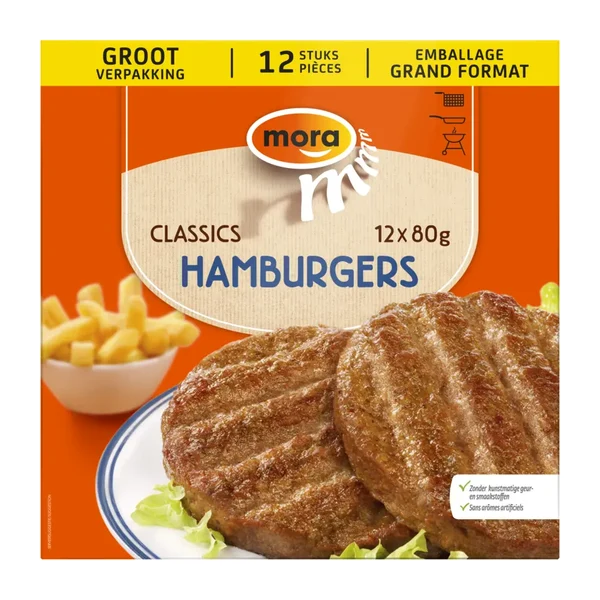 GROOT
VERPAKKING
12 STUKS
PIÈCES
EMBALLAGE
GRAND FORMAT
mora
mmmm
CLASSICS
12x80g
HAMBURGERS
Zonder kunstmatige geur-
en smaakstoffen
Sans arômes artificiels